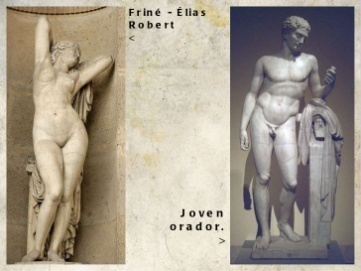 Friné - Élias
Robert
<
Joven
orador.
>